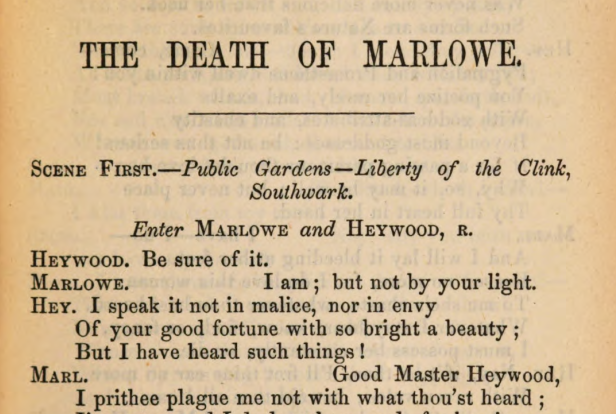 THE DEATH OF MARLOWE.
SCENE FIRST.—Public Gardens—Liberty of the Clink,
Southwark.
Enter MARLOWE and HEYWOOD, R.
HEYWOOD. Be sure of it.
MARLOWE. I am; but not by your light.
HEY. I speak it not in malice, nor in envy
Of your good fortune with so bright a beauty;
But I have heard such things!
MARL. Good Master Heywood,
I prithee plague me not with what thou'st heard;